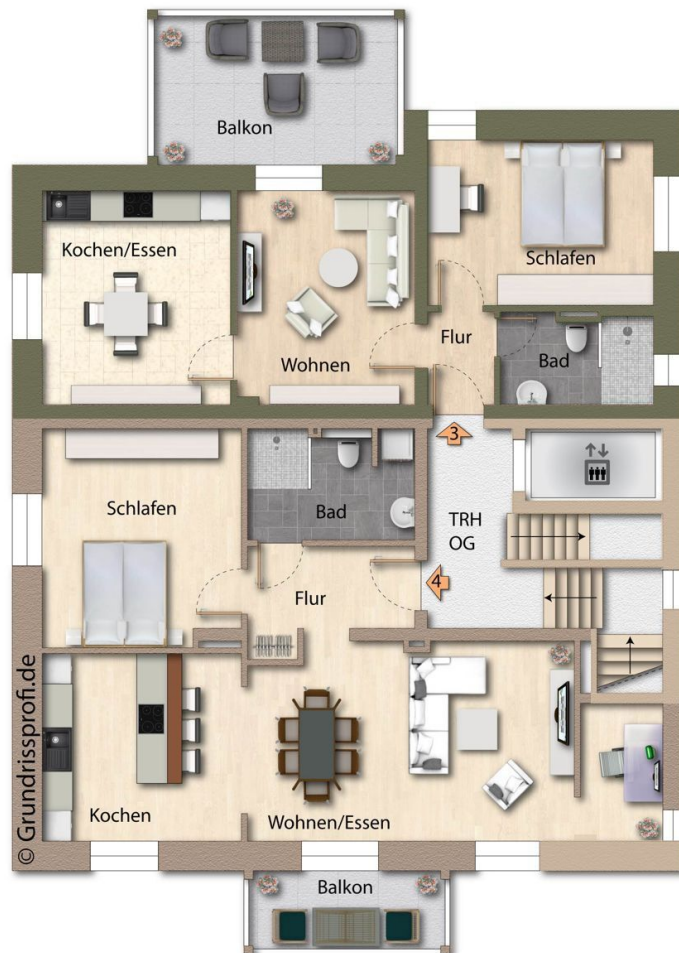 Balkon
Kochen/Essen
Schlafen
Wohnen
Flur
Bad
3
Schlafen
Bad
TRH
OG
Flur
4
© Grundrissprofi.de
Kochen
Wohnen/Essen
Balkon